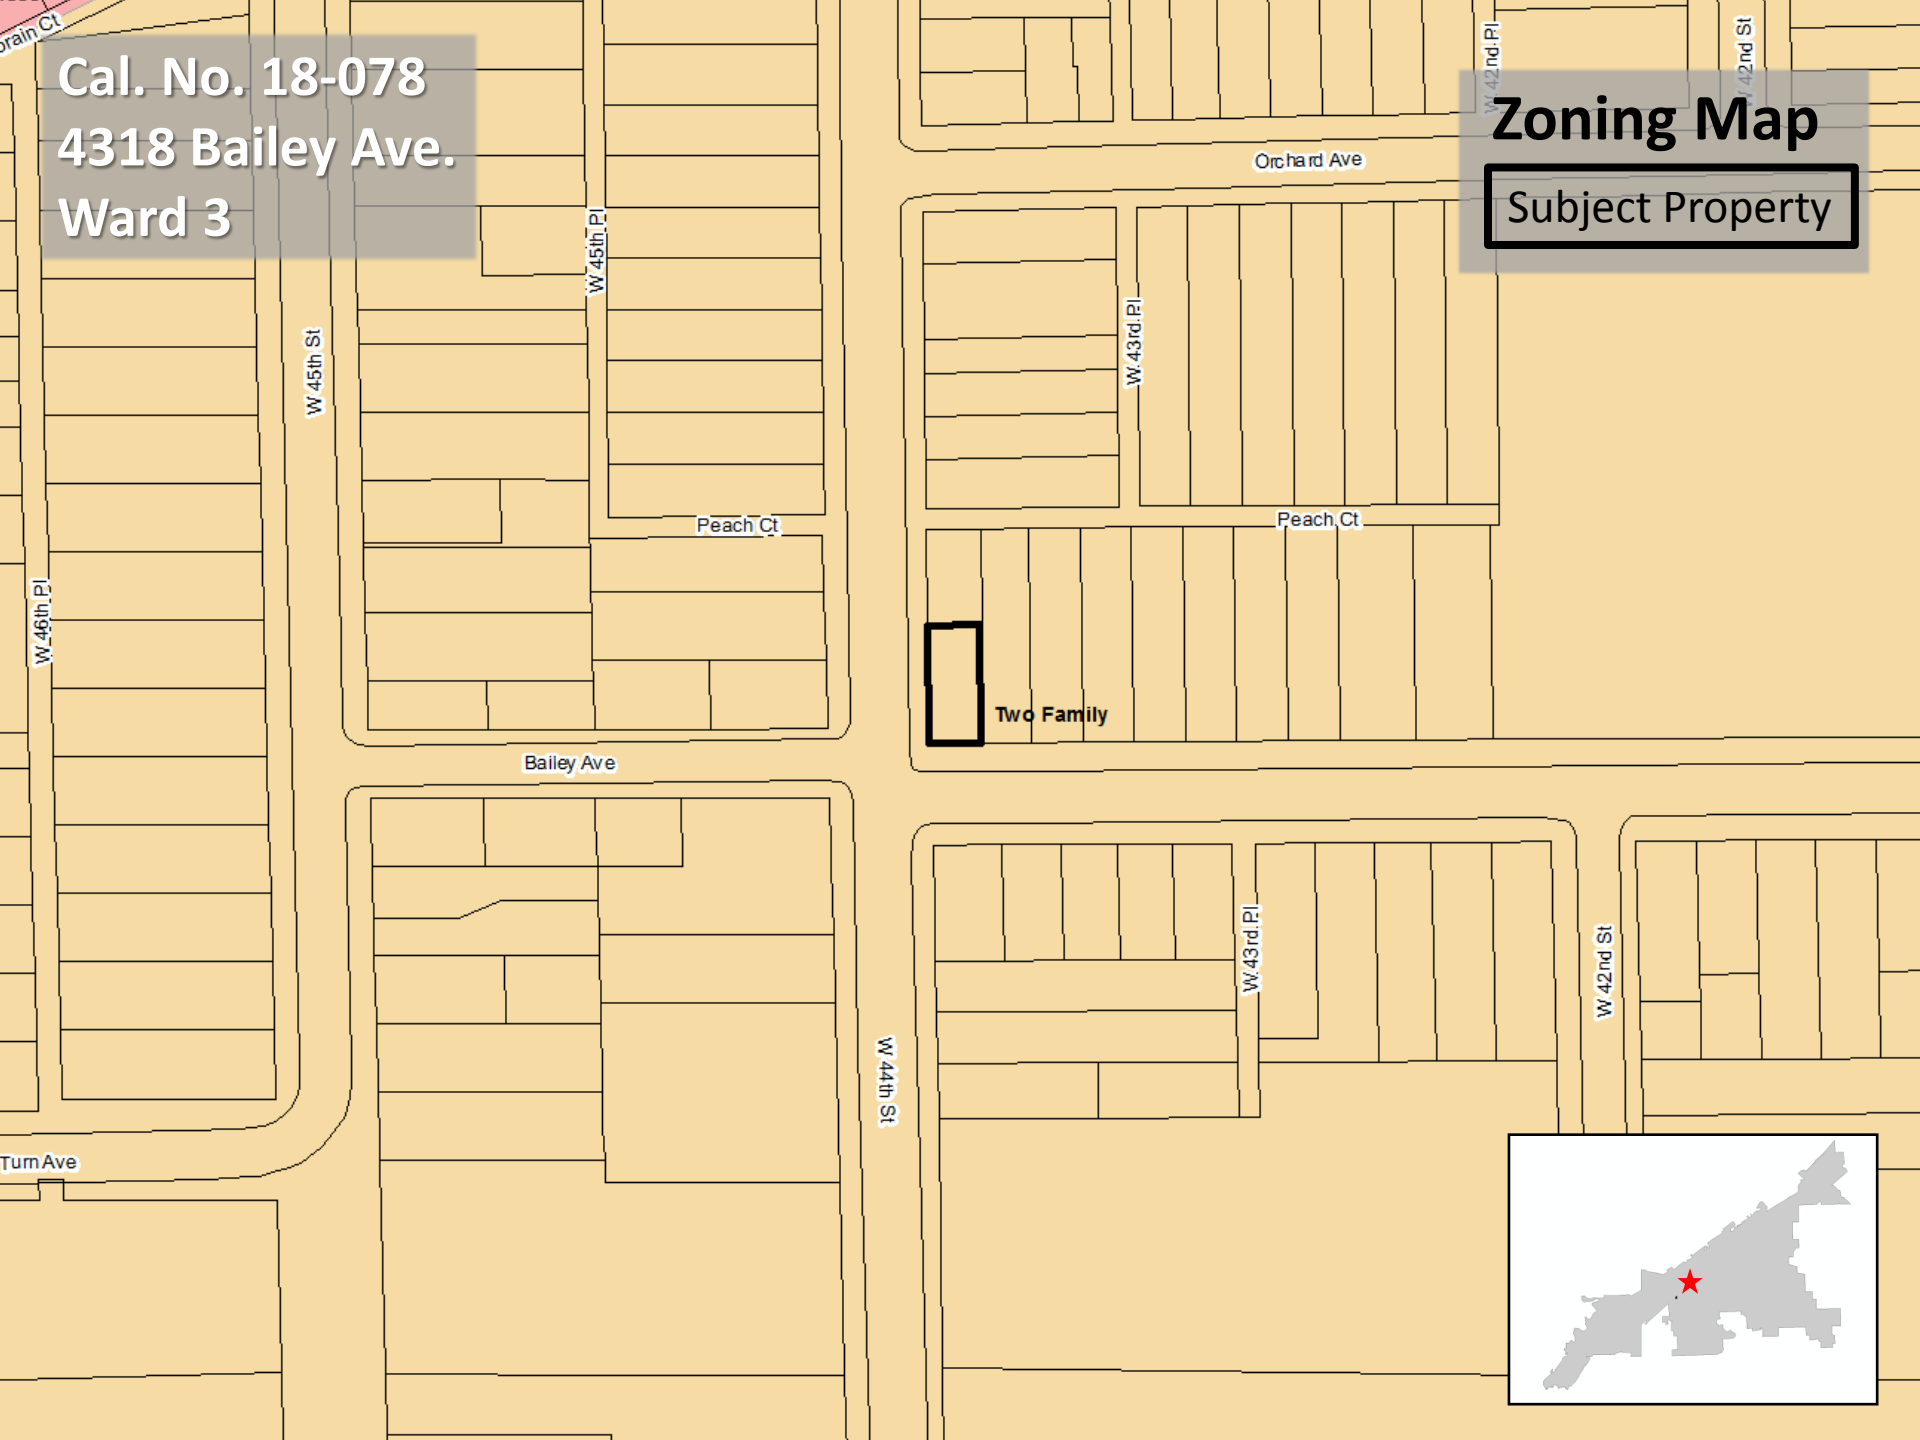 orain Ct
Cal. No. 18-078
4318 Bailey Ave.
Ward 3
W 42nd Pl
W 42nd St
Zoning Map
Subject Property
Orchard Ave
W 45th Pl
W 45th St
W 43rd Pl
Peach Ct
Peach Ct
W 46th Pl
Two Family
Bailey Ave
W 43rd Pl
W 42nd St
W 44th St
Turn Ave